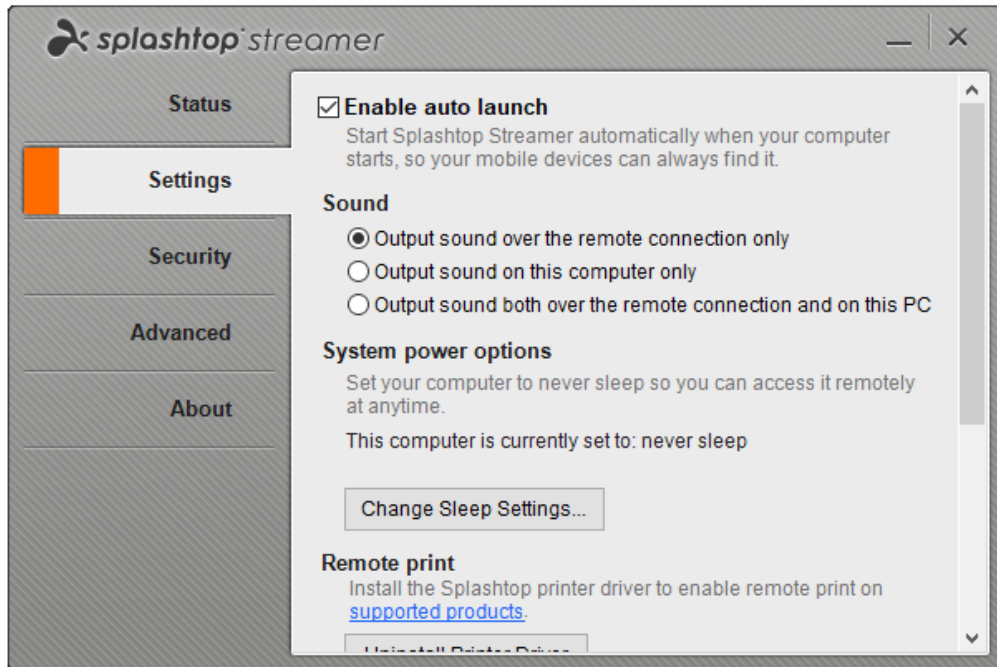 splashtop streamer
Status
Settings
Security
Advanced
About
Enable auto launch
Start Splashtop Streamer automatically when your computer
starts, so your mobile devices can always find it.
Sound
Output sound over the remote connection only
Output sound on this computer only
Output sound both over the remote connection and on this PC
System power options
Set your computer to never sleep so you can access it remotely
at anytime.
This computer is currently set to: never sleep
Change Sleep Settings...
Remote print
Install the Splashtop printer driver to enable remote print on
supported products.
Uninstall Printer Driver